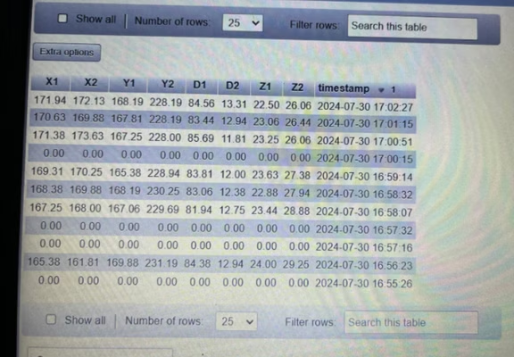 Show all Number of rows: 25 Filter rows: Search this table
Extra options
X1 X2 Y1 Y2 D1 D2 Z1 Z2 timestamp 1
171.94 172.13 168.19 228.19 84.56 13.31 22.50 26.06 2024-07-30 17:02:27
170.63 169.88 167.81 228.19 83.44 12.94 23.06 26.44 2024-07-30 17:01:15
171.38 173.63 167.25 228.00 85.69 11.81 23.25 26.06 2024-07-30 17:00:51
0.00 0.00 0.00 0.00 0.00 0.00 0.00 0.00 2024-07-30 17:00:15
169.31 170.25 165.38 228.94 83.81 12.00 23.63 27.38 2024-07-30 16:59:14
168.38 169.88 168.19 230.25 83.06 12.38 22.88 27.94 2024-07-30 16:58:32
167.25 168.00 167.06 229.69 81.94 12.75 23.44 28.88 2024-07-30 16:58:07
0.00 0.00 0.00 0.00 0.00 0.00 0.00 0.00 2024-07-30 16:57:32
0.00 0.00 0.00 0.00 0.00 0.00 0.00 0.00 2024-07-30 16:57:16
165.38 161.81 169.88 231.19 84.38 12.94 24.00 29.25 2024-07-30 16:56:23
0.00 0.00 0.00 0.00 0.00 0.00 0.00 0.00 2024-07-30 16:55:26
Show all Number of rows: 25 Filter rows: Search this table